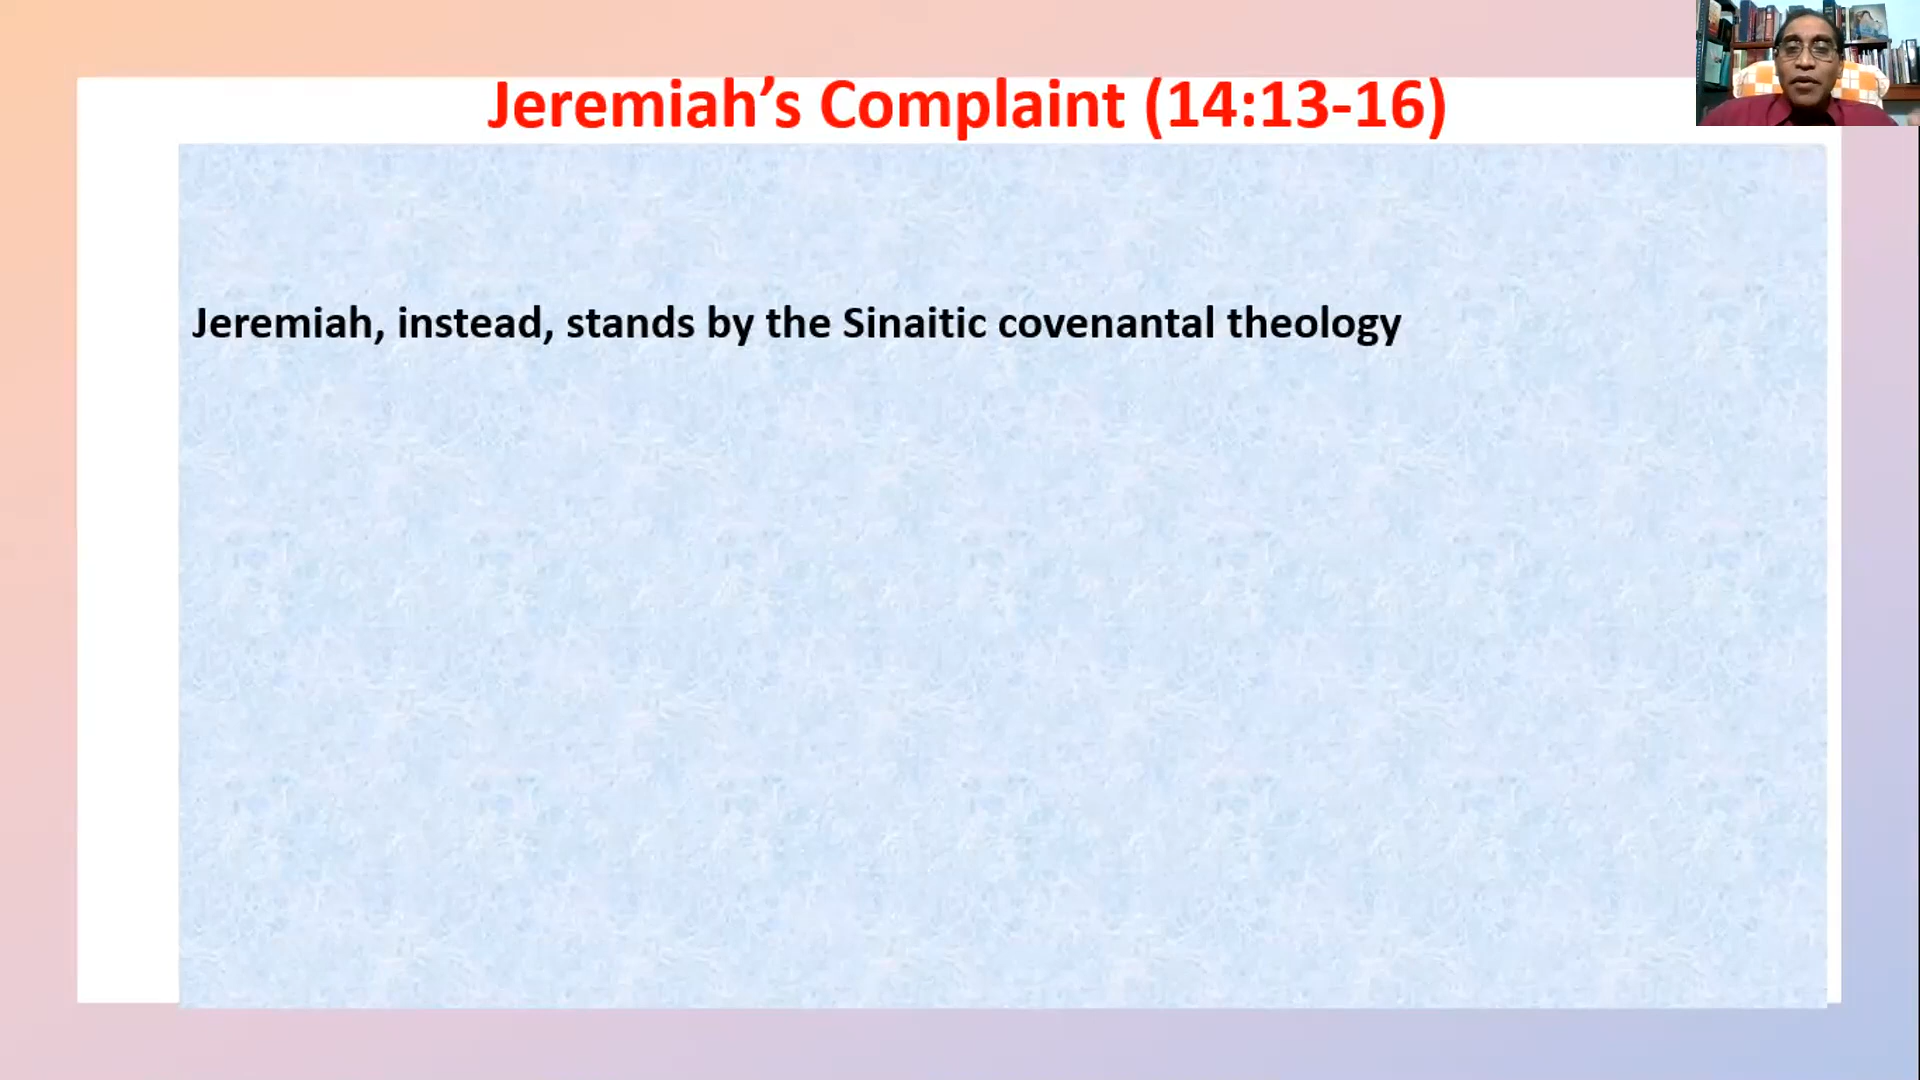 Jeremiah’s Complaint (14:13-16)
Jeremiah, instead, stands by the Sinaitic covenantal theology